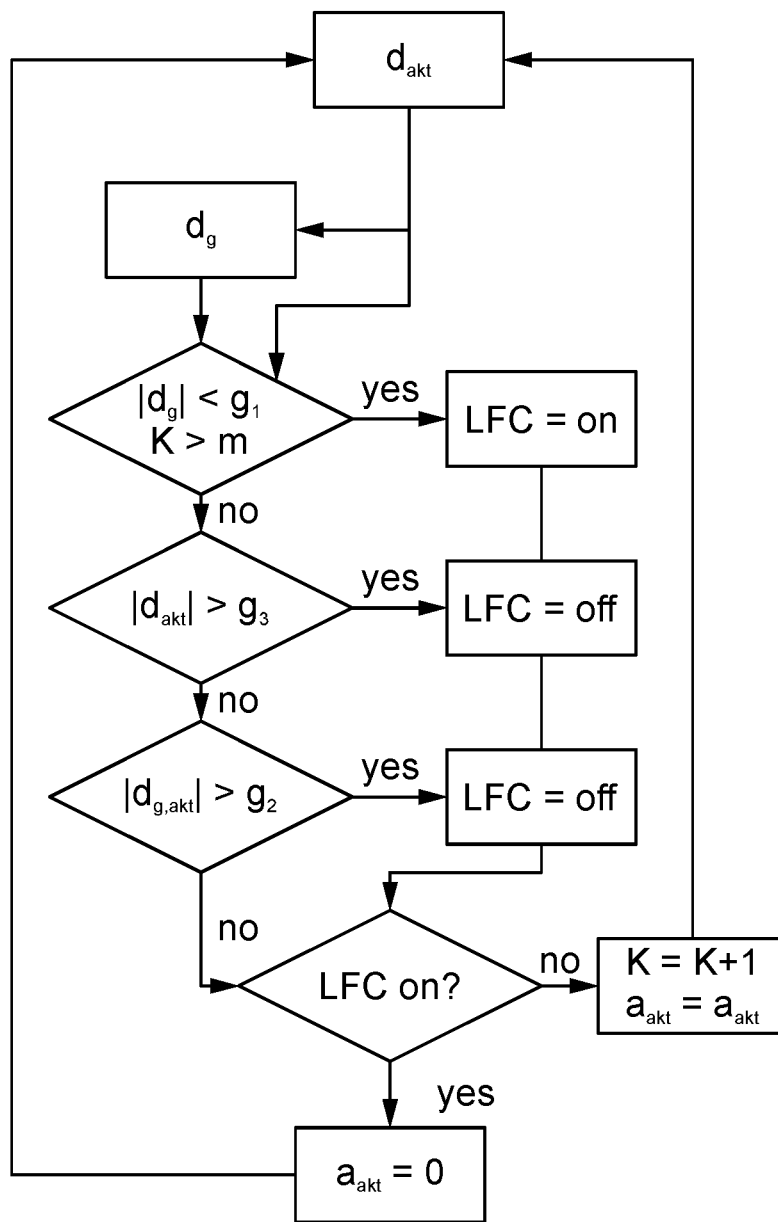 d_akt
d_g
|d_g| < g_1
K > m
yes
LFC = on
no
|d_akt| > g_3
yes
LFC = off
no
|d_g,akt| > g_2
yes
LFC = off
no
LFC on?
no
K = K+1
a_akt = a_akt
yes
a_akt = 0